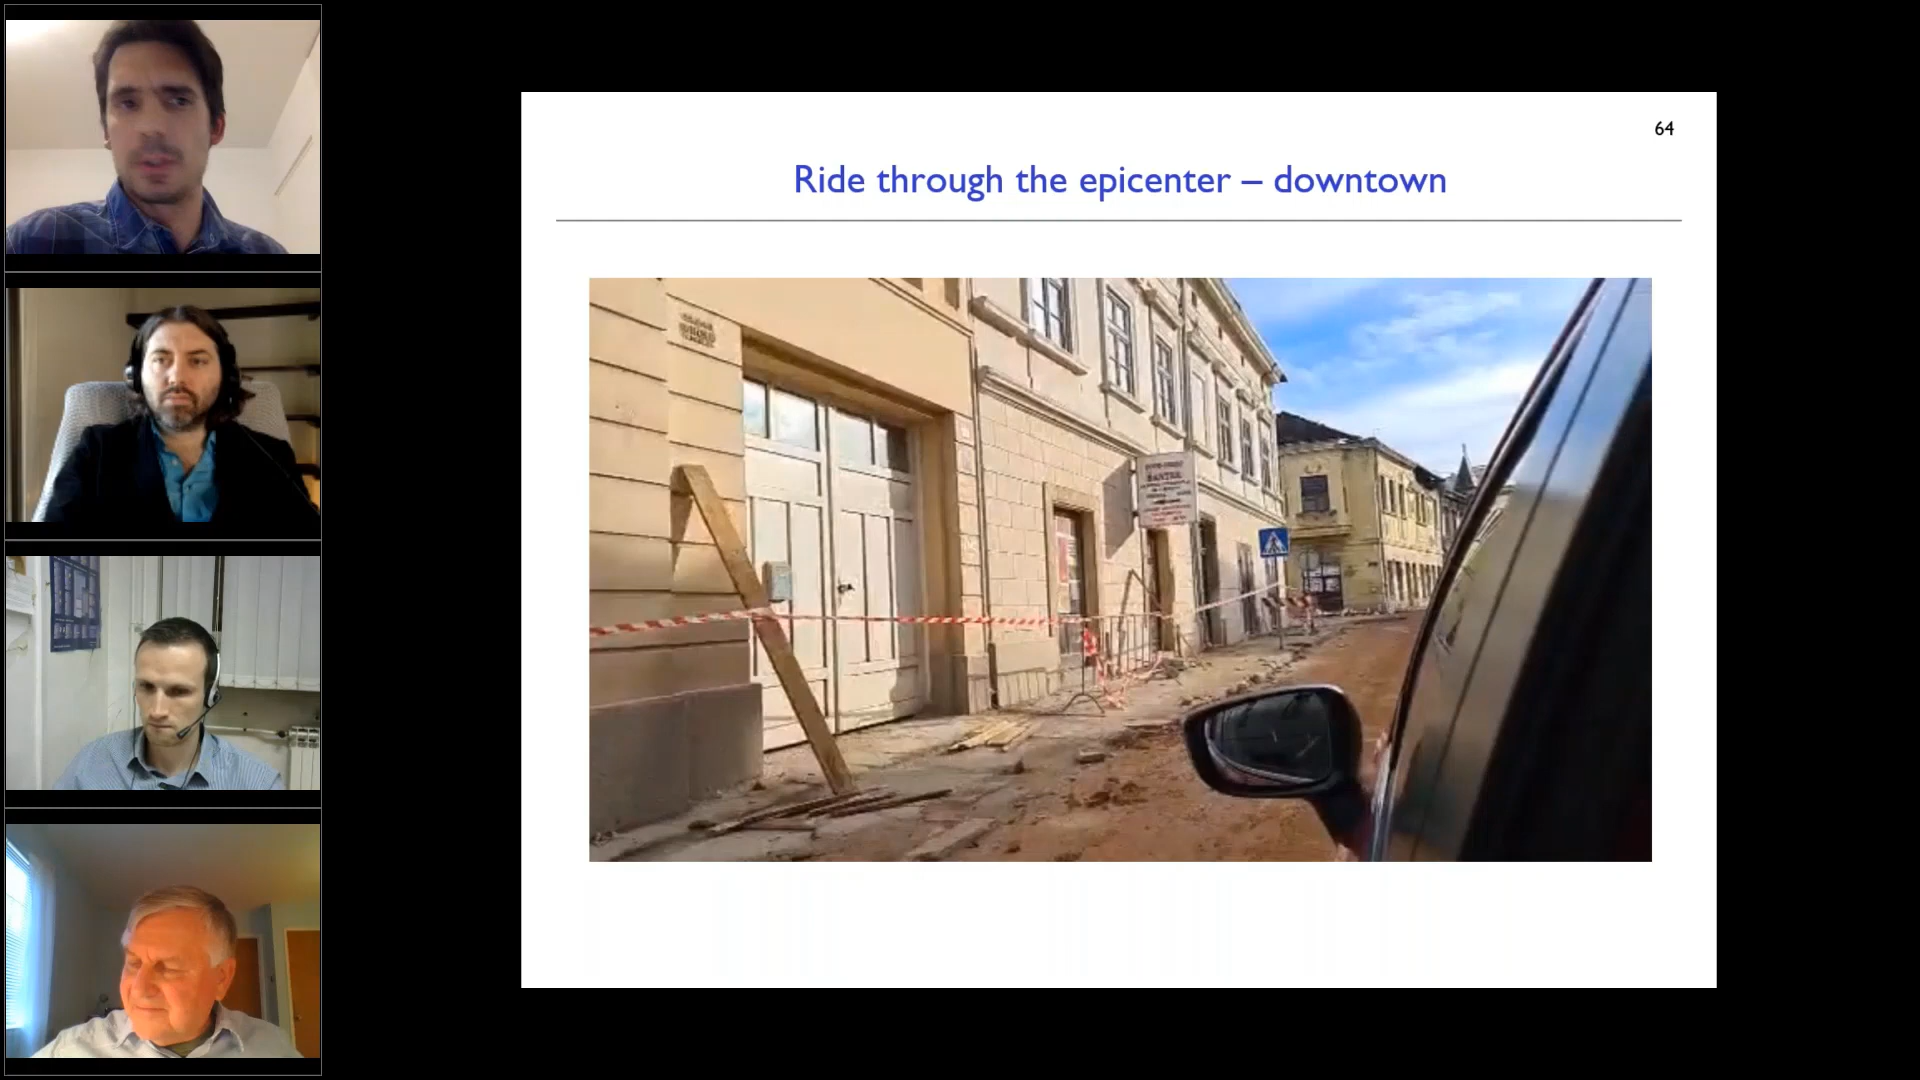 64
Ride through the epicenter – downtown